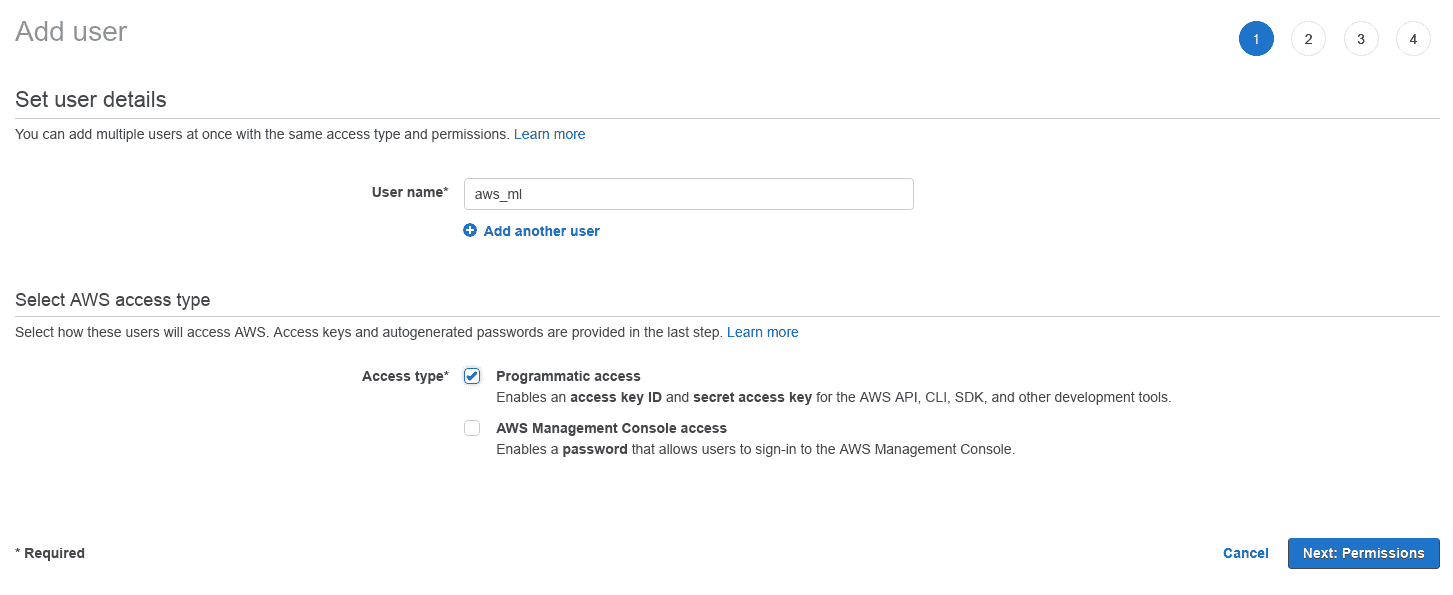 Add user
1 2 3 4
Set user details
You can add multiple users at once with the same access type and permissions. Learn more
User name* aws_ml
Add another user
Select AWS access type
Select how these users will access AWS. Access keys and autogenerated passwords are provided in the last step. Learn more
Access type* Programmatic access
Enables an access key ID and secret access key for the AWS API, CLI, SDK, and other development tools.
AWS Management Console access
Enables a password that allows users to sign-in to the AWS Management Console.
* Required Cancel Next: Permissions